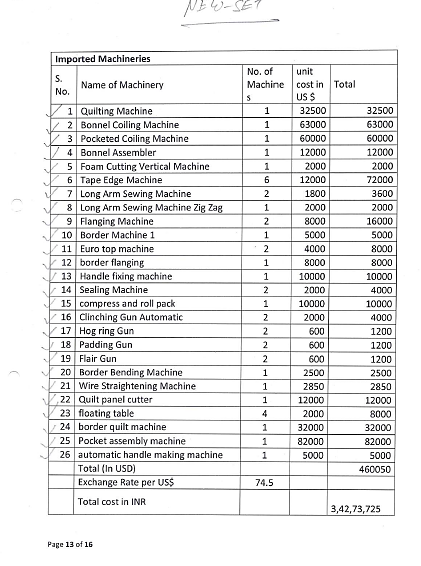 NEW-SET
Imported Machineries
S. No. Name of Machinery No. of Machines unit cost in US $ Total
1 Quilting Machine 1 32500 32500
2 Bonnel Coiling Machine 1 63000 63000
3 Pocketed Coiling Machine 1 60000 60000
4 Bonnel Assembler 1 12000 12000
5 Foam Cutting Vertical Machine 1 2000 2000
6 Tape Edge Machine 6 12000 72000
7 Long Arm Sewing Machine 2 1800 3600
8 Long Arm Sewing Machine Zig Zag 1 2000 2000
9 Flanging Machine 2 8000 16000
10 Border Machine 1 1 5000 5000
11 Euro top machine 2 4000 8000
12 border flanging 1 8000 8000
13 Handle fixing machine 1 10000 10000
14 Sealing Machine 2 2000 4000
15 compress and roll pack 1 10000 10000
16 Clinching Gun Automatic 2 2000 4000
17 Hog ring Gun 2 600 1200
18 Padding Gun 2 600 1200
19 Flair Gun 2 600 1200
20 Border Bending Machine 1 2500 2500
21 Wire Straightening Machine 1 2850 2850
22 Quilt panel cutter 1 12000 12000
23 floating table 4 2000 8000
24 border quilt machine 1 32000 32000
25 Pocket assembly machine 1 82000 82000
26 automatic handle making machine 1 5000 5000
Total (In USD) 460050
Exchange Rate per US$ 74.5
Total cost in INR 3,42,73,725
Page 13 of 16